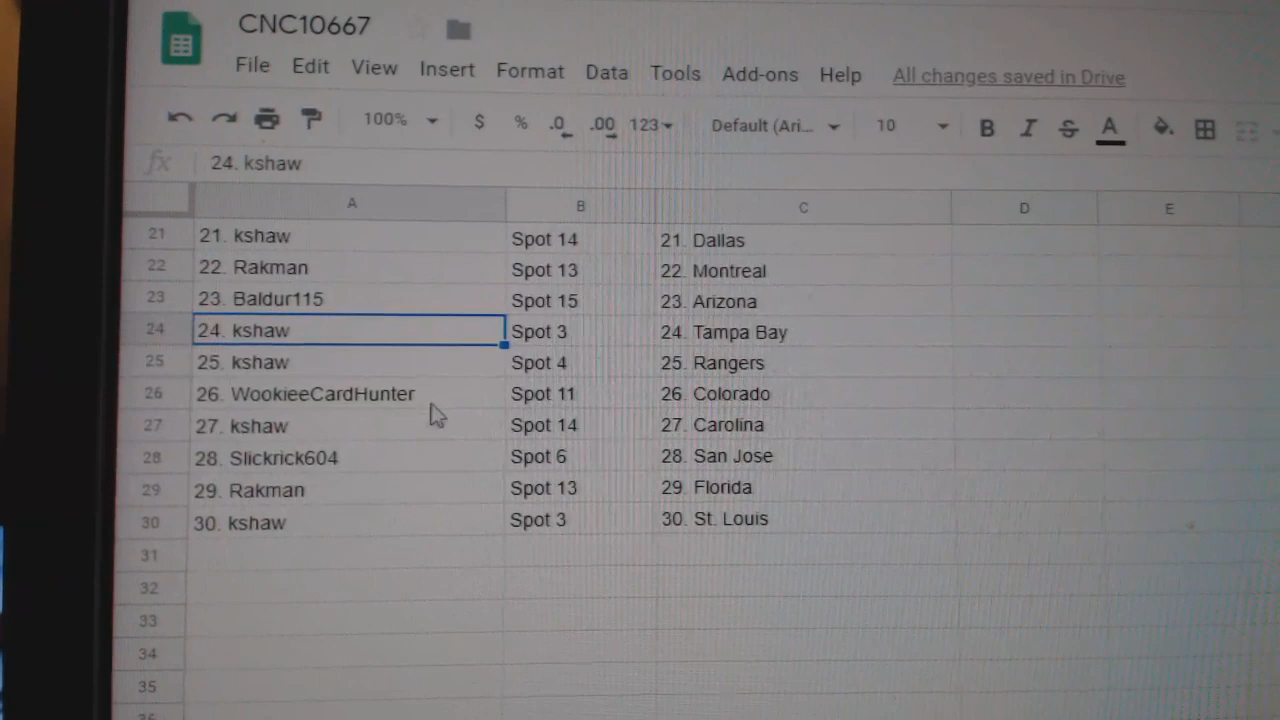 CNC10667
File Edit View Insert Format Data Tools Add-ons Help All changes saved in Drive
100% $ % .0 .00 123 Default (Ari... 10 B I S A
fx 24. kshaw
A B C D E
21 21. kshaw Spot 14 21. Dallas
22 22. Rakman Spot 13 22. Montreal
23 23. Baldur115 Spot 15 23. Arizona
24 24. kshaw Spot 3 24. Tampa Bay
25 25. kshaw Spot 4 25. Rangers
26 26. WookieeCardHunter Spot 11 26. Colorado
27 27. kshaw Spot 14 27. Carolina
28 28. Slickrick604 Spot 6 28. San Jose
29 29. Rakman Spot 13 29. Florida
30 30. kshaw Spot 3 30. St. Louis
31
32
33
34
35